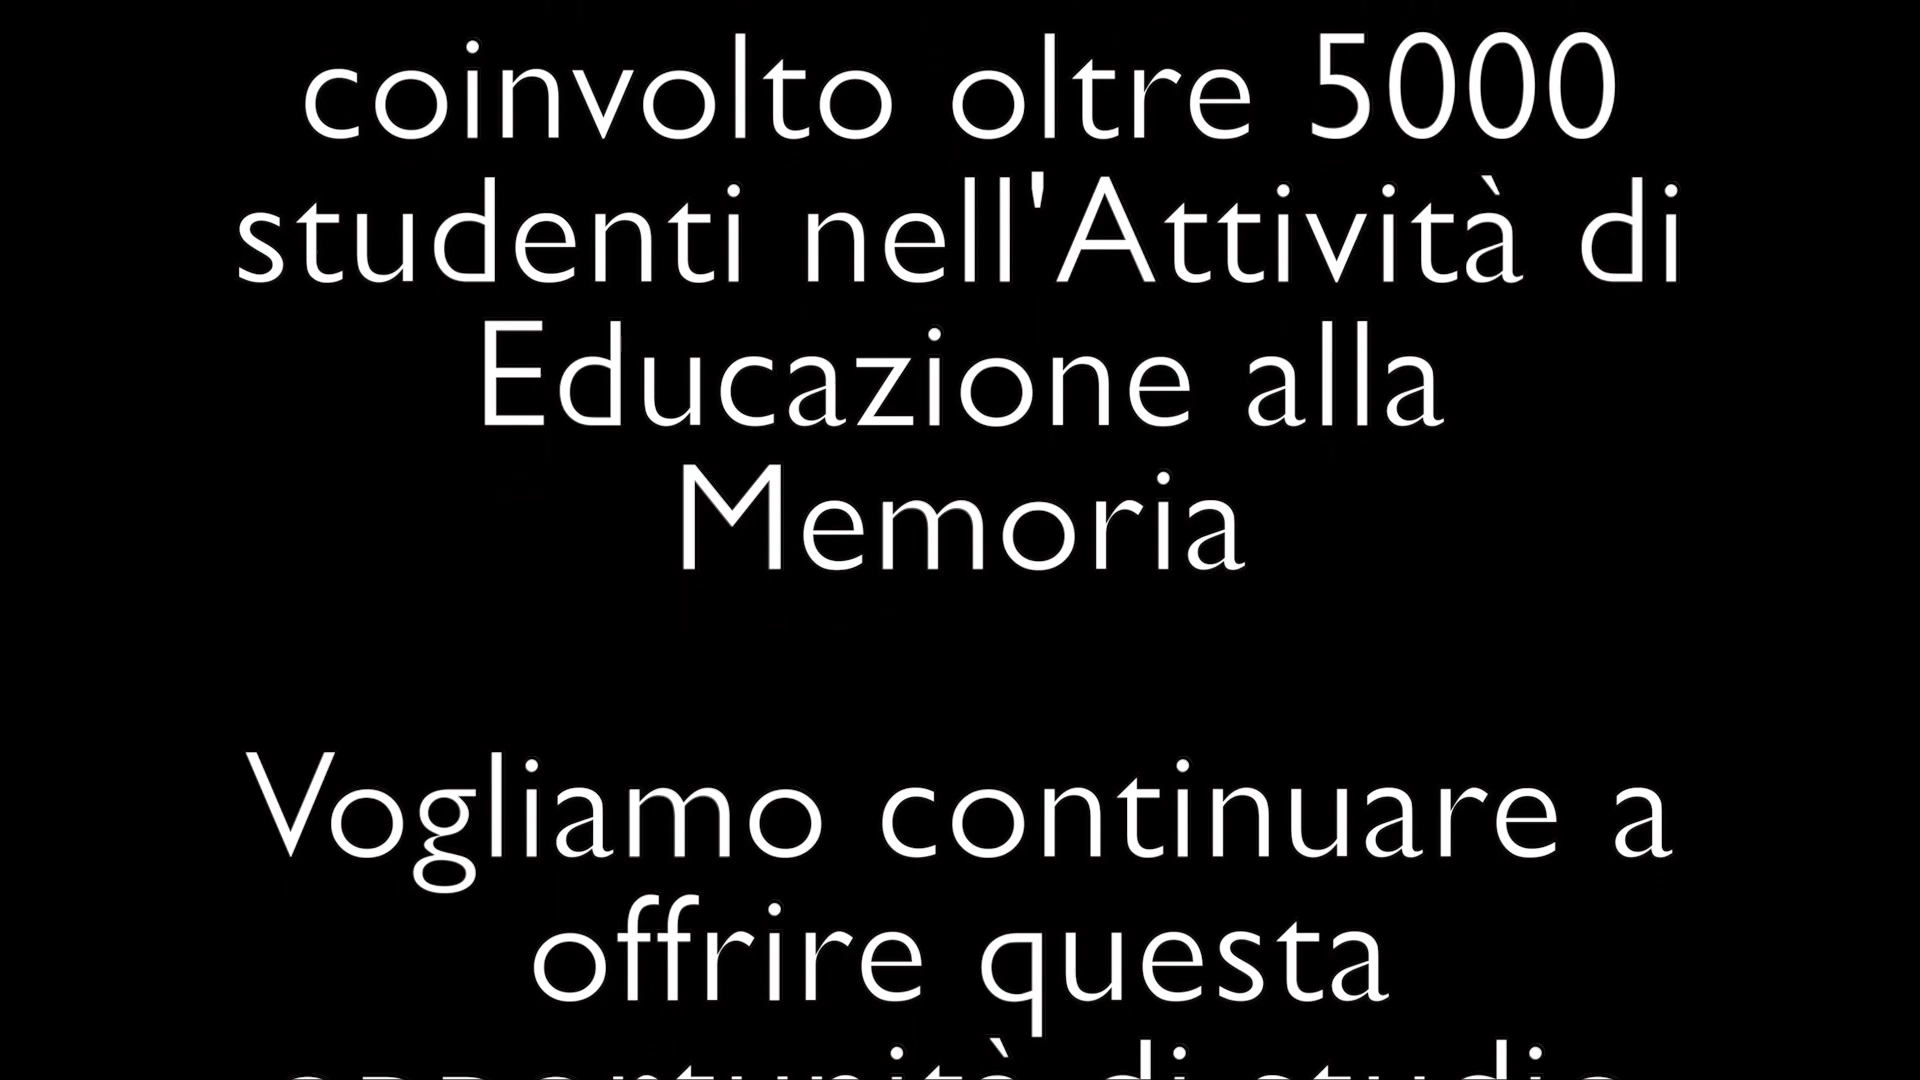 coinvolto oltre 5000
studenti nell'Attività di
Educazione alla
Memoria
Vogliamo continuare a
offrire questa
opportunità di studio